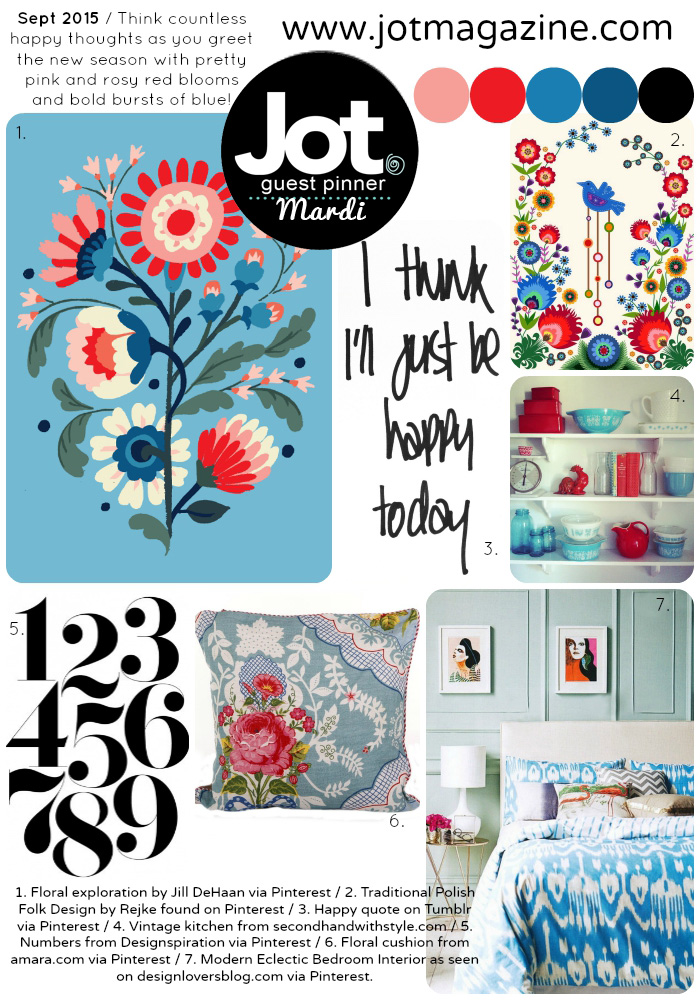 Sept 2015 / Think countless
happy thoughts as you greet
the new season with pretty
pink and rosy red blooms
and bold bursts of blue!
www.jotmagazine.com
Jot
guest pinner
Mardi
1.
2.
I think
I'll just be
happy
today
3.
4.
5.
123
456
789
6.
7.
1. Floral exploration by Jill DeHaan via Pinterest / 2. Traditional Polish
Folk Design by Rejke found on Pinterest / 3. Happy quote on Tumblr
via Pinterest / 4. Vintage kitchen from secondhandwithstyle.com / 5.
Numbers from Designspiration via Pinterest / 6. Floral cushion from
amara.com via Pinterest / 7. Modern Eclectic Bedroom Interior as seen
on designloversblog.com via Pinterest.